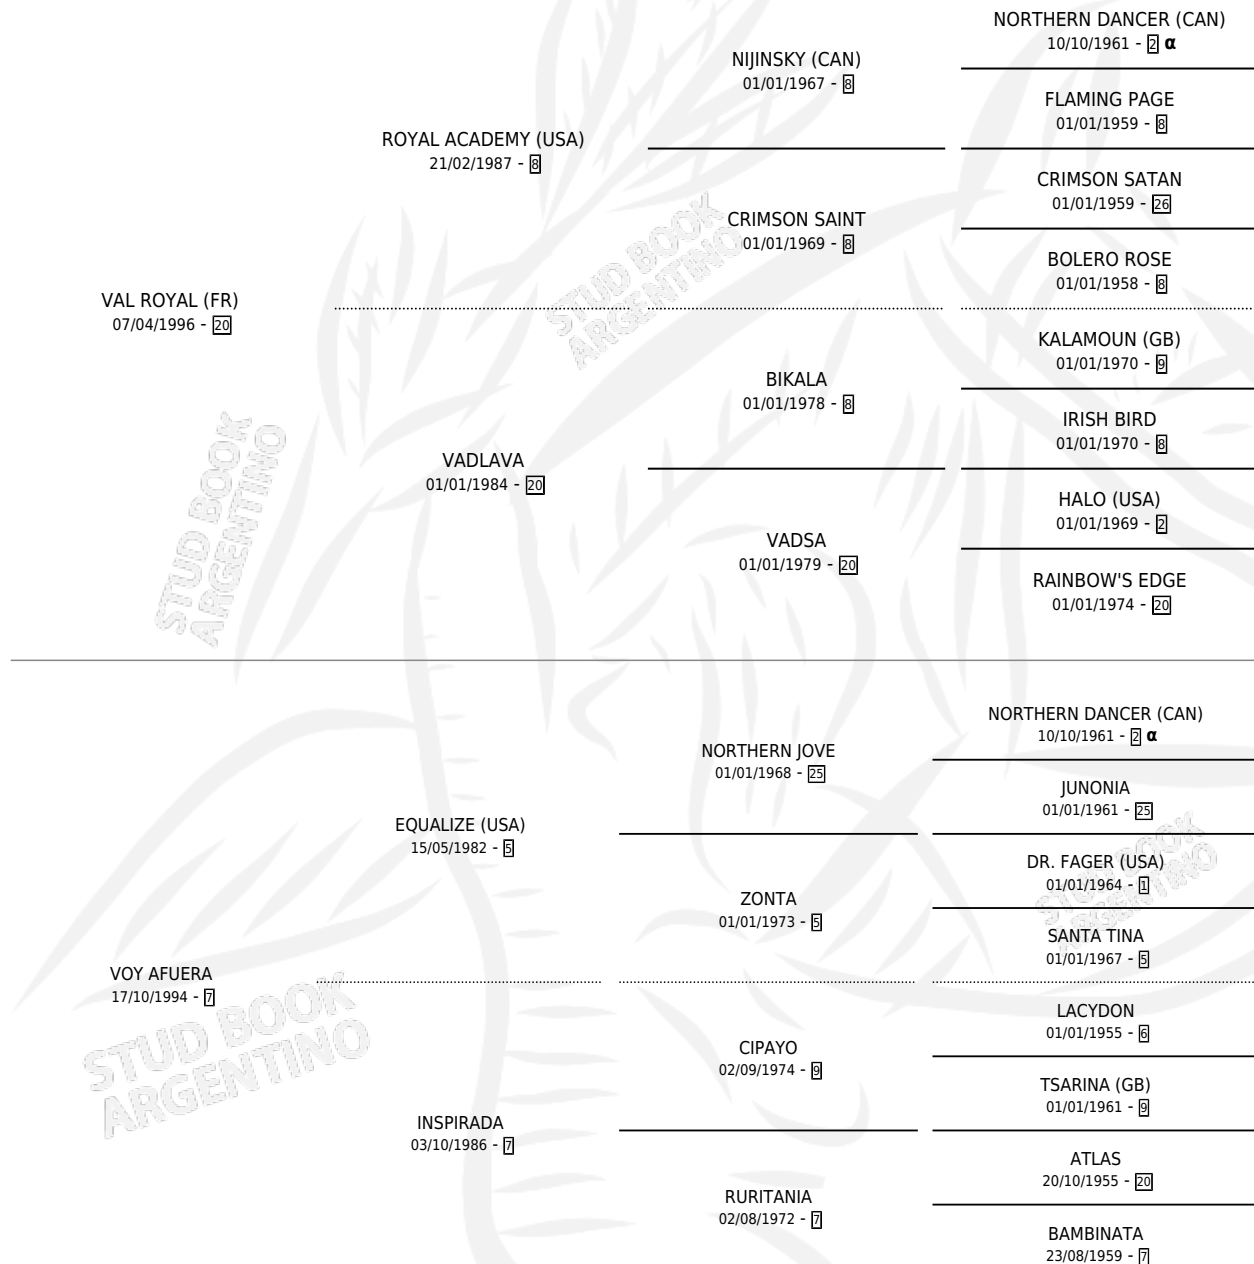 NORTHERN DANCER (CAN)
10/10/1961 - 2 α
NIJINSKY (CAN)
01/01/1967 - 8
FLAMING PAGE
01/01/1959 - 8
ROYAL ACADEMY (USA)
21/02/1987 - 8
CRIMSON SATAN
01/01/1959 - 26
CRIMSON SAINT
01/01/1969 - 8
BOLERO ROSE
01/01/1958 - 8
VAL ROYAL (FR)
07/04/1996 - 20
KALAMOUN (GB)
01/01/1970 - 9
BIKALA
01/01/1978 - 8
IRISH BIRD
01/01/1970 - 8
VADLAVA
01/01/1984 - 20
HALO (USA)
01/01/1969 - 2
VADSA
01/01/1979 - 20
RAINBOW'S EDGE
01/01/1974 - 20
NORTHERN DANCER (CAN)
10/10/1961 - 2 α
NORTHERN JOVE
01/01/1968 - 25
JUNONIA
01/01/1961 - 25
EQUALIZE (USA)
15/05/1982 - 5
DR. FAGER (USA)
01/01/1964 - 1
ZONTA
01/01/1973 - 5
SANTA TINA
01/01/1967 - 5
VOY AFUERA
17/10/1994 - 7
LACYDON
01/01/1955 - 6
CIPAYO
02/09/1974 - 9
TSARINA (GB)
01/01/1961 - 9
INSPIRADA
03/10/1986 - 7
ATLAS
20/10/1955 - 20
RURITANIA
02/08/1972 - 7
BAMBINATA
23/08/1959 - 7
STUD BOOK
ARGENTINO
STUD BOOK
ARGENTINO
STUD BOOK
ARGENTINO
STUD BOOK
ARGENTINO